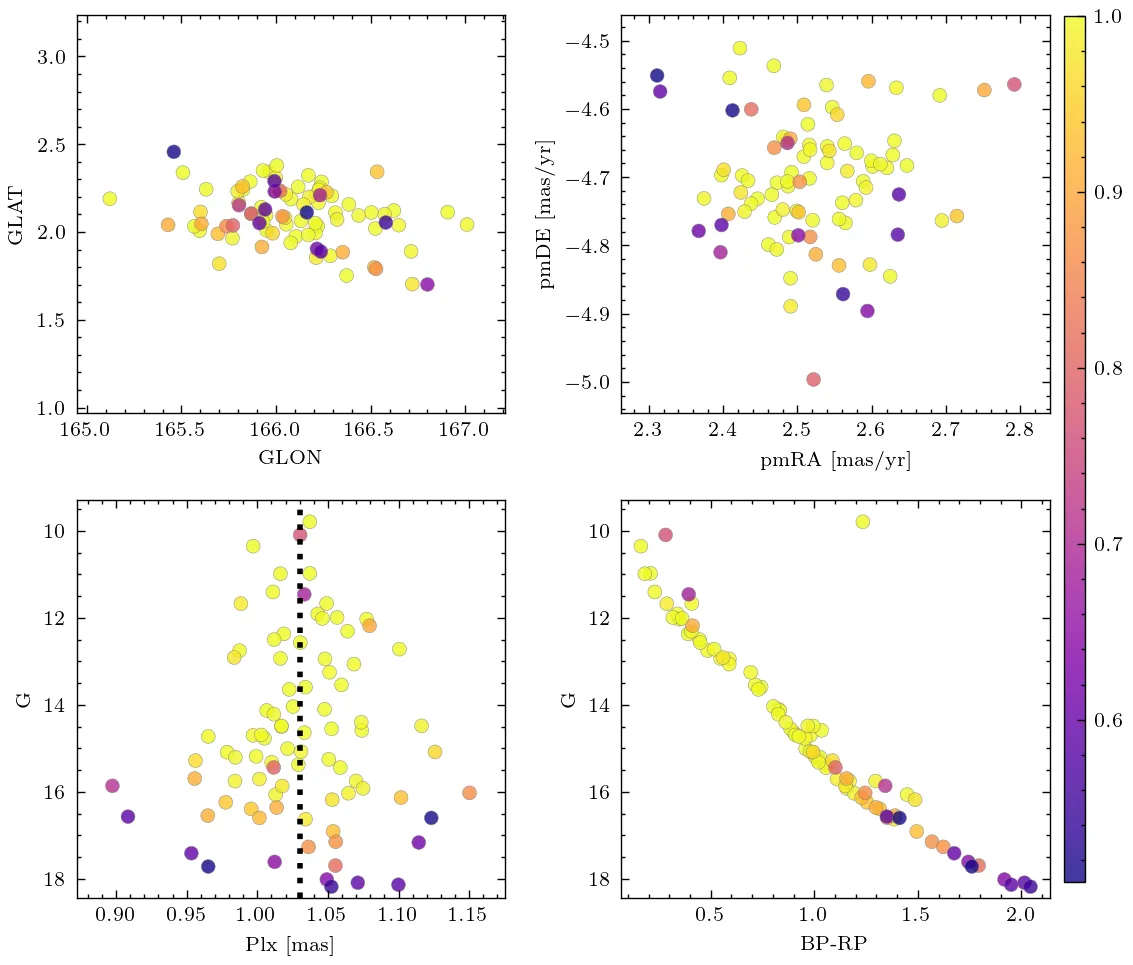 3.0
2.5
2.0
1.5
1.0
GLAT
165.0 165.5 166.0 166.5 167.0
GLON
−4.5
−4.6
−4.7
−4.8
−4.9
−5.0
pmDE [mas/yr]
2.3 2.4 2.5 2.6 2.7 2.8
pmRA [mas/yr]
1.0
0.9
0.8
0.7
0.6
10
12
14
16
18
G
0.90 0.95 1.00 1.05 1.10 1.15
Plx [mas]
10
12
14
16
18
G
0.5 1.0 1.5 2.0
BP-RP